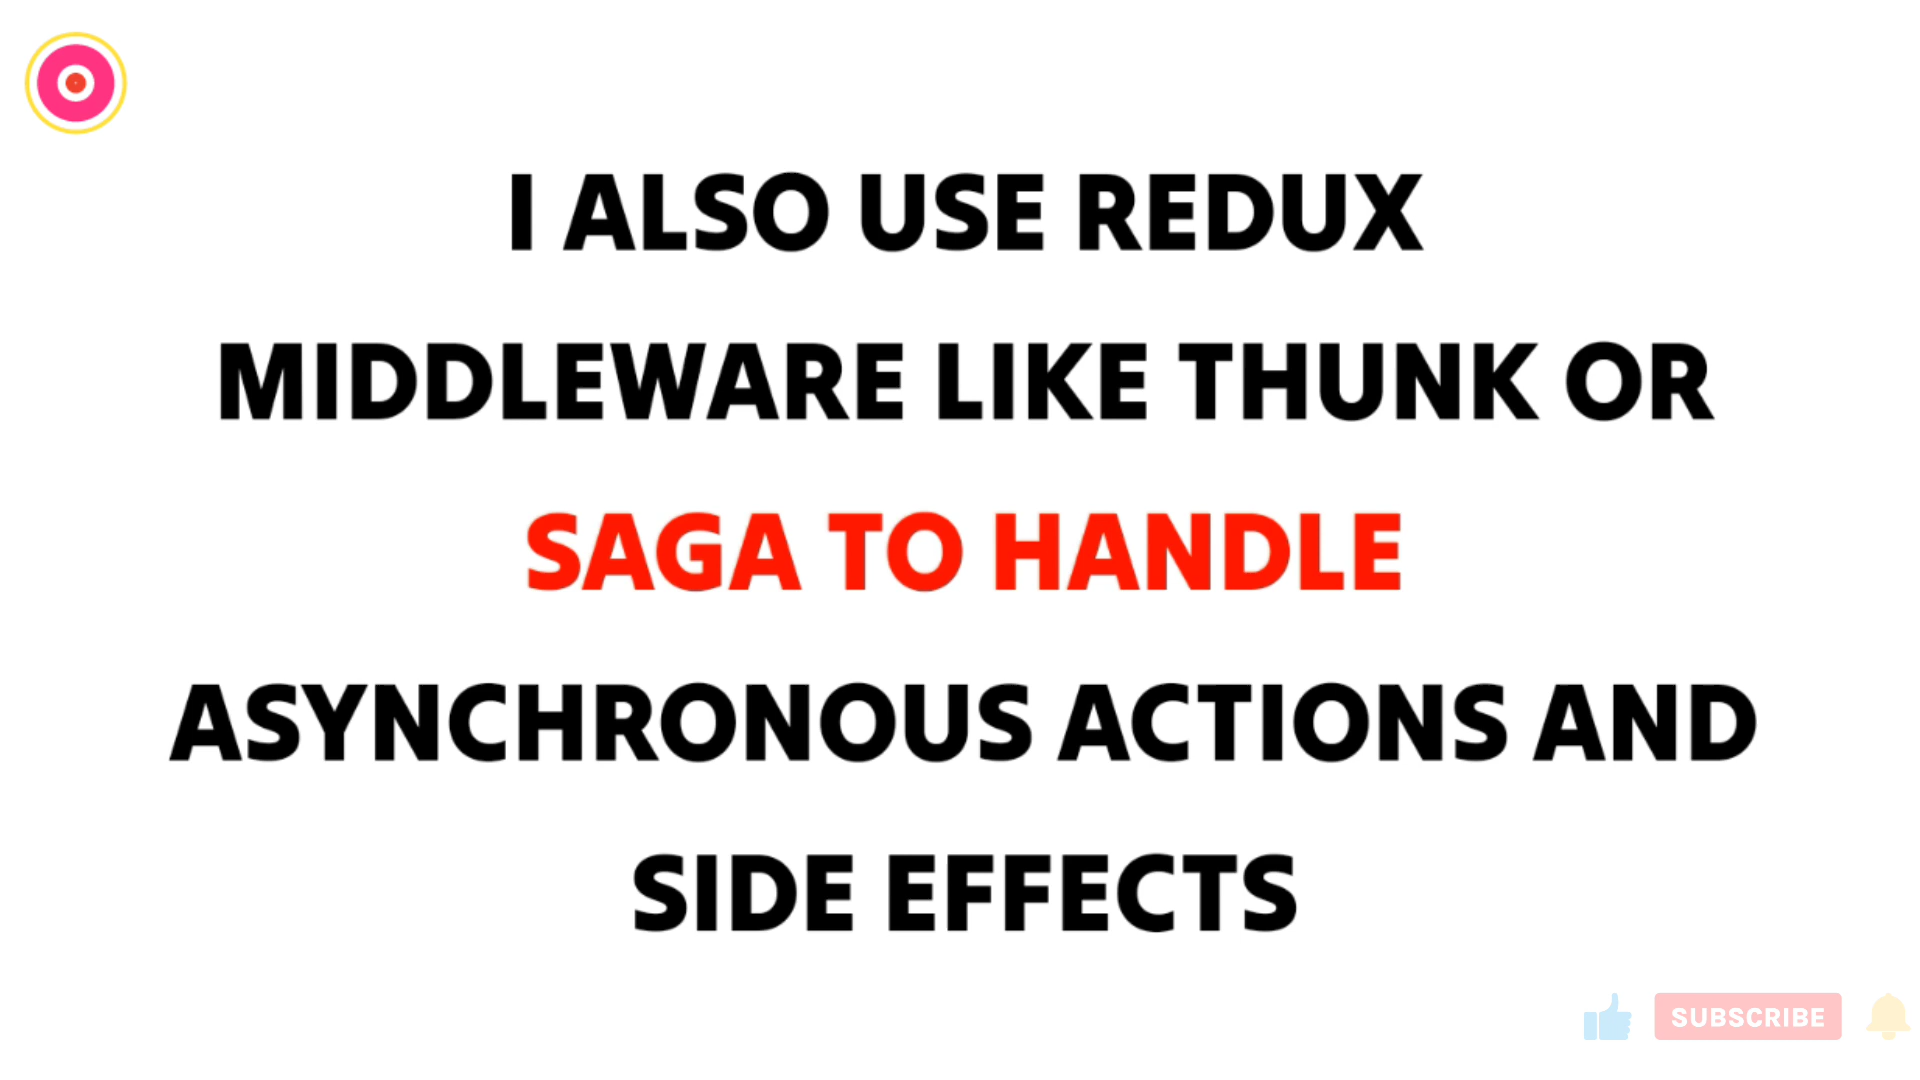 I ALSO USE REDUX
MIDDLEWARE LIKE THUNK OR
SAGA TO HANDLE
ASYNCHRONOUS ACTIONS AND
SIDE EFFECTS
SUBSCRIBE